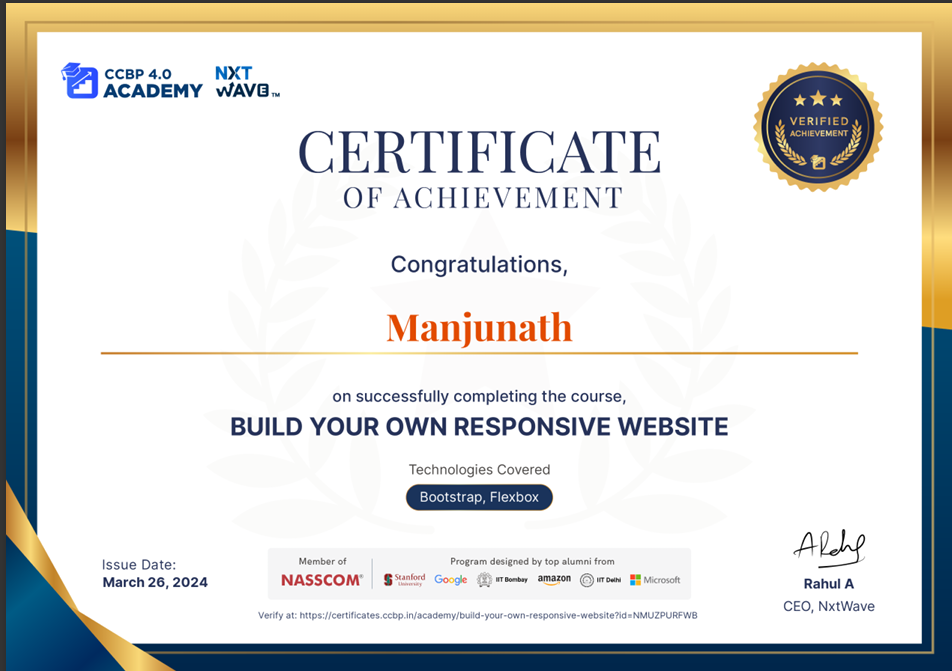 CCBP 4.0
ACADEMY
NXT
WAVE™
VERIFIED
ACHIEVEMENT
CERTIFICATE
OF ACHIEVEMENT
Congratulations,
Manjunath
on successfully completing the course,
BUILD YOUR OWN RESPONSIVE WEBSITE
Technologies Covered
Bootstrap, Flexbox
Issue Date:
March 26, 2024
Member of
NASSCOM®
Program designed by top alumni from
Stanford
University
Google
IIT Bombay
amazon
IIT Delhi
Microsoft
Verify at: https://certificates.ccbp.in/academy/build-your-own-responsive-website?id=NMUZPURFWB
Rahul A
CEO, NxtWave